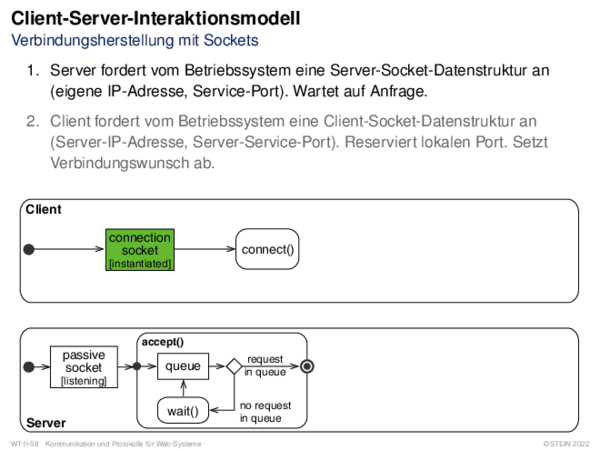 Client-Server-Interaktionsmodell
Verbindungsherstellung mit Sockets
1. Server fordert vom Betriebssystem eine Server-Socket-Datenstruktur an
(eigene IP-Adresse, Service-Port). Wartet auf Anfrage.
2. Client fordert vom Betriebssystem eine Client-Socket-Datenstruktur an
(Server-IP-Adresse, Server-Service-Port). Reserviert lokalen Port. Setzt
Verbindungswunsch ab.
Client
connection
socket
[instantiated]
connect()
accept()
passive
socket
[listening]
queue
request
in queue
wait()
no request
in queue
Server
WT:II-58 Kommunikation und Protokolle für Web-Systeme
©STEIN 2022